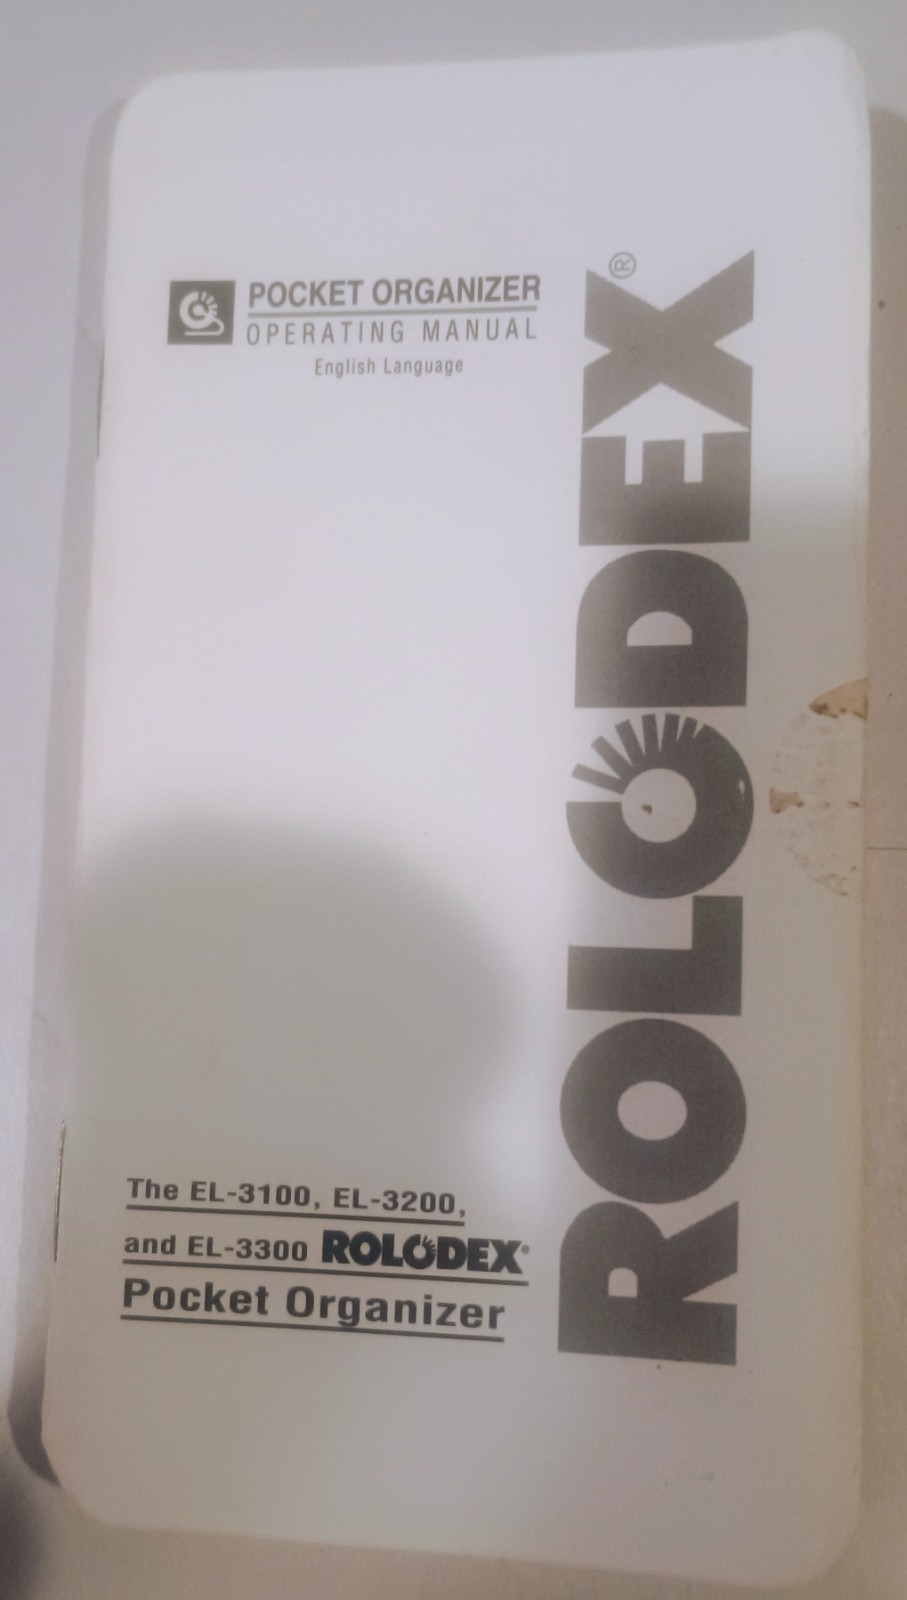 POCKET ORGANIZER
OPERATING MANUAL
English Language
ROLODEX®
The EL-3100, EL-3200,
and EL-3300 ROLODEX®
Pocket Organizer